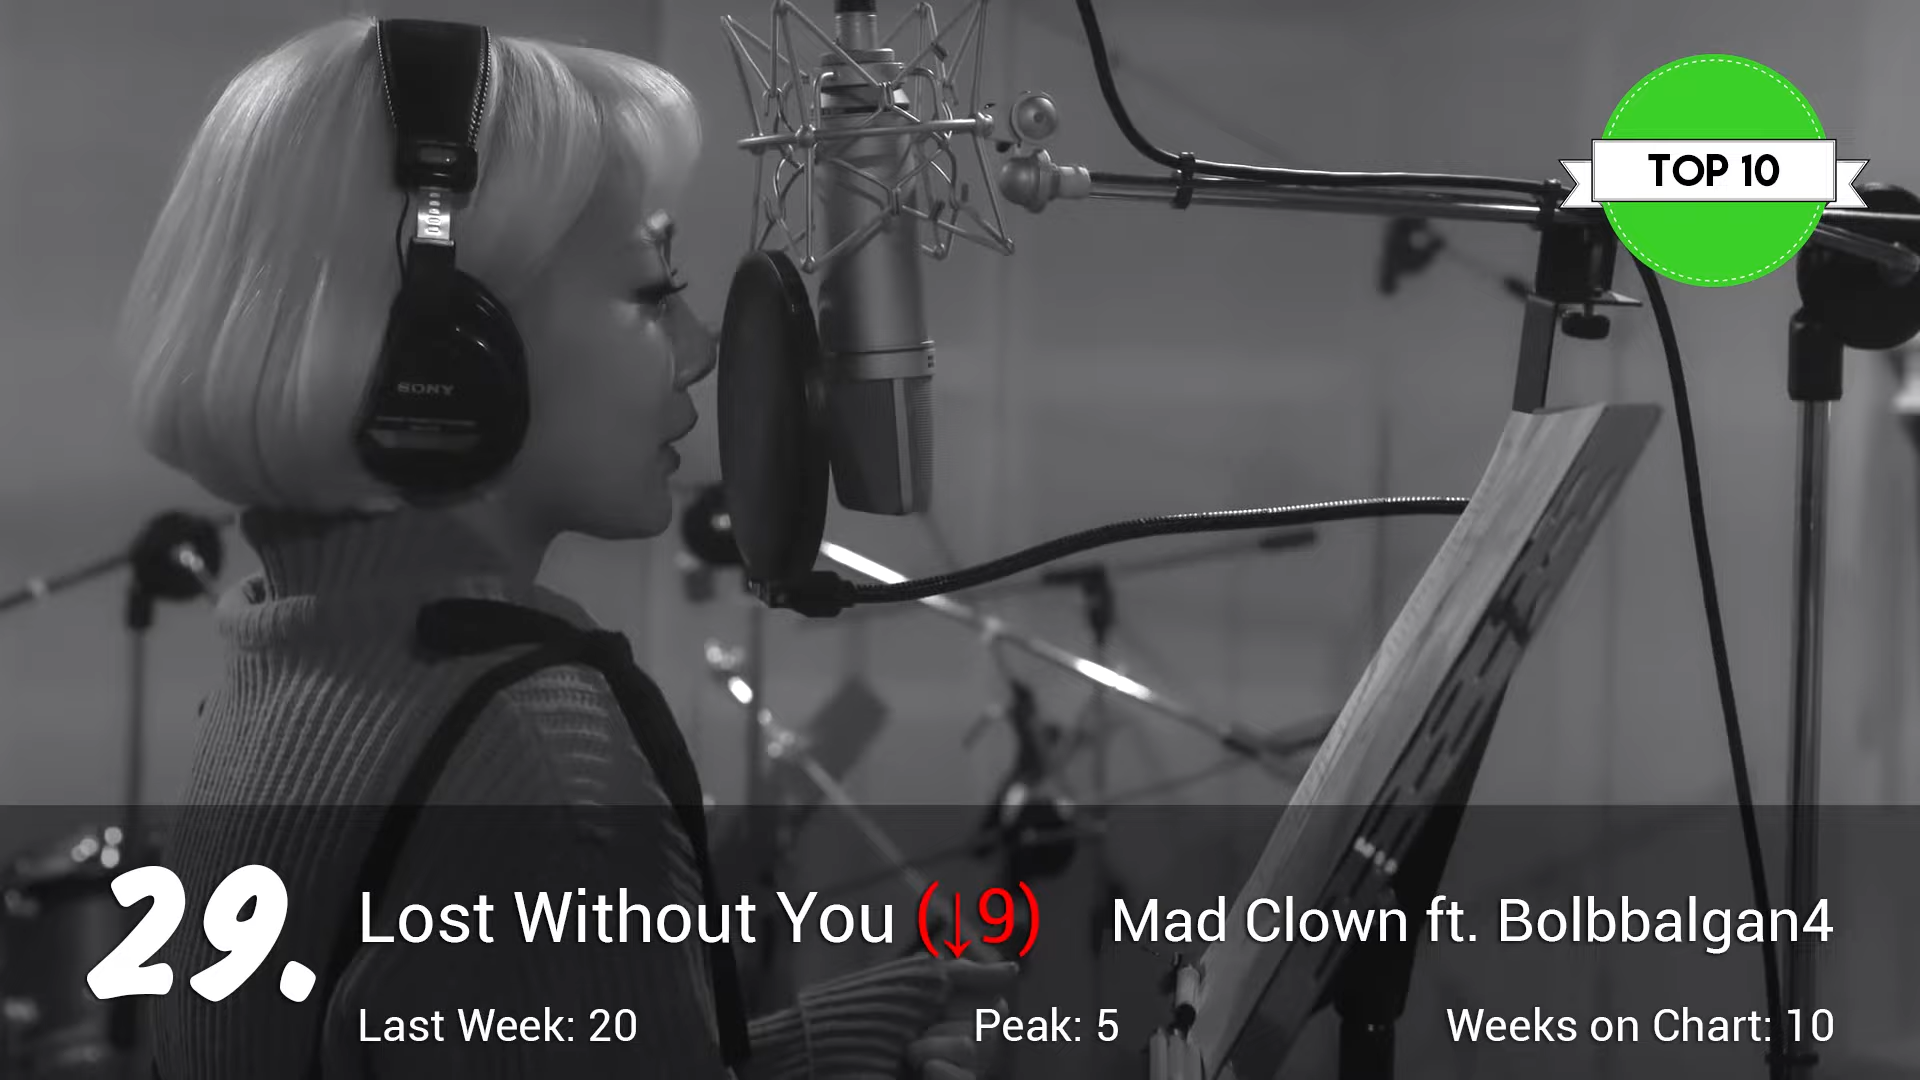 TOP 10
SONY
29. Lost Without You (↓9) Mad Clown ft. Bolbbalgan4
Last Week: 20 Peak: 5 Weeks on Chart: 10